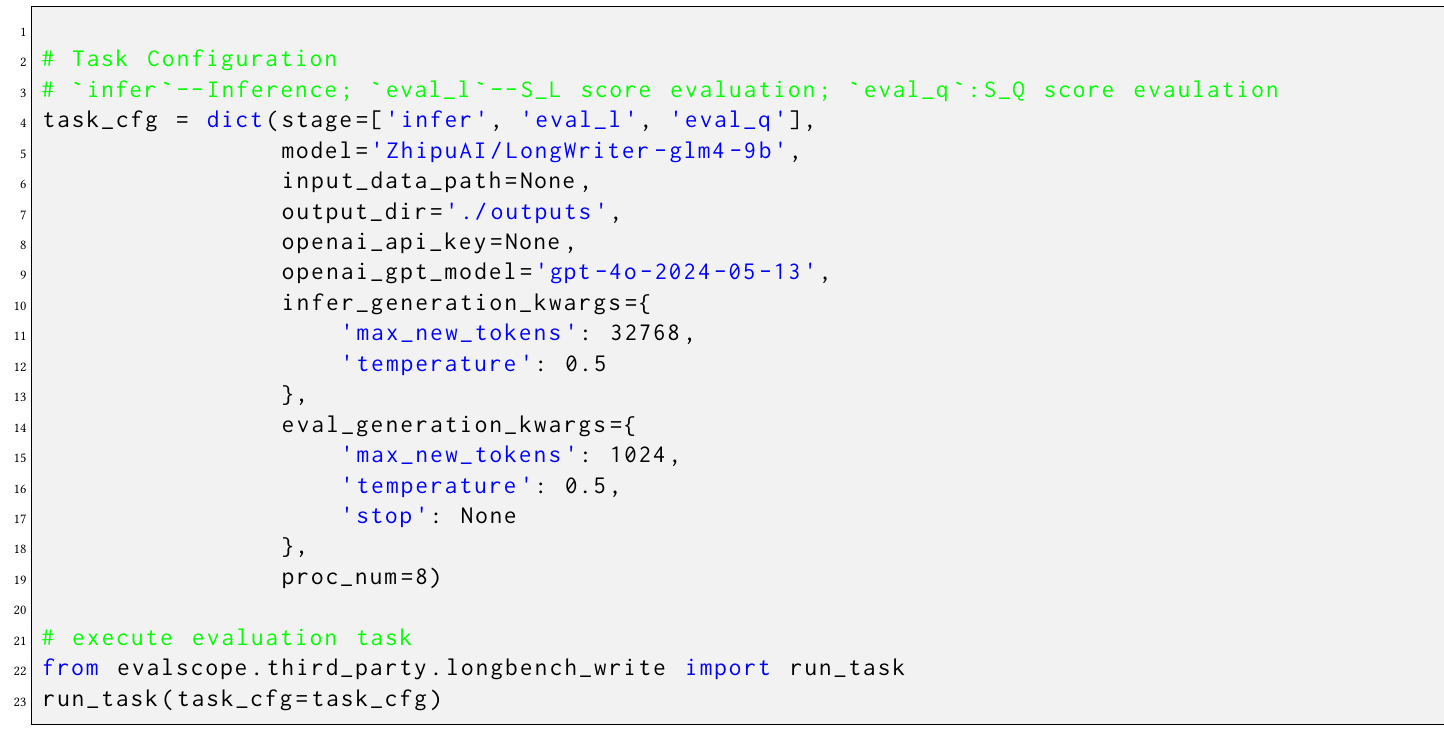 1
2 # Task Configuration
3 # `infer`--Inference; `eval_l`--S_L score evaluation; `eval_q`:S_Q score evaulation
4 task_cfg = dict(stage=['infer', 'eval_l', 'eval_q'],
5                 model='ZhipuAI/LongWriter-glm4-9b',
6                 input_data_path=None,
7                 output_dir='./outputs',
8                 openai_api_key=None,
9                 openai_gpt_model='gpt-4o-2024-05-13',
10                 infer_generation_kwargs={
11                     'max_new_tokens': 32768,
12                     'temperature': 0.5
13                 },
14                 eval_generation_kwargs={
15                     'max_new_tokens': 1024,
16                     'temperature': 0.5,
17                     'stop': None
18                 },
19                 proc_num=8)
20
21 # execute evaluation task
22 from evalscope.third_party.longbench_write import run_task
23 run_task(task_cfg=task_cfg)